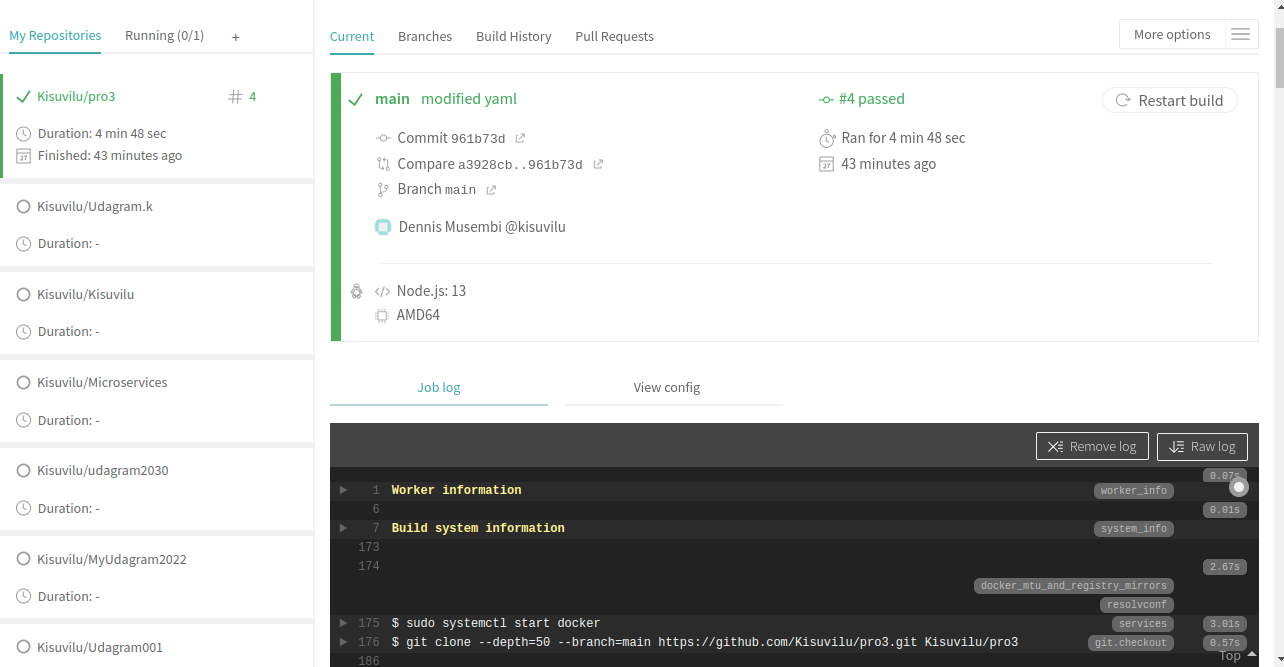 My Repositories Running (0/1) +
Kisuvilu/pro3 # 4
Duration: 4 min 48 sec
Finished: 43 minutes ago
Kisuvilu/Udagram.k
Duration: -
Kisuvilu/Kisuvilu
Duration: -
Kisuvilu/Microservices
Duration: -
Kisuvilu/udagram2030
Duration: -
Kisuvilu/MyUdagram2022
Duration: -
Kisuvilu/Udagram001
Current Branches Build History Pull Requests More options
main modified yaml #4 passed Restart build
Commit 961b73d Ran for 4 min 48 sec
Compare a3928cb..961b73d 43 minutes ago
Branch main
Dennis Musembi @kisuvilu
</> Node.js: 13
AMD64
Job log View config
Remove log Raw log
0.07s
1 Worker information worker_info
6 0.01s
7 Build system information system_info
173
174 2.67s
docker_mtu_and_registry_mirrors
resolvconf
175 $ sudo systemctl start docker services 3.01s
176 $ git clone --depth=50 --branch=main https://github.com/Kisuvilu/pro3.git Kisuvilu/pro3 git.checkout 0.57s
186 Top